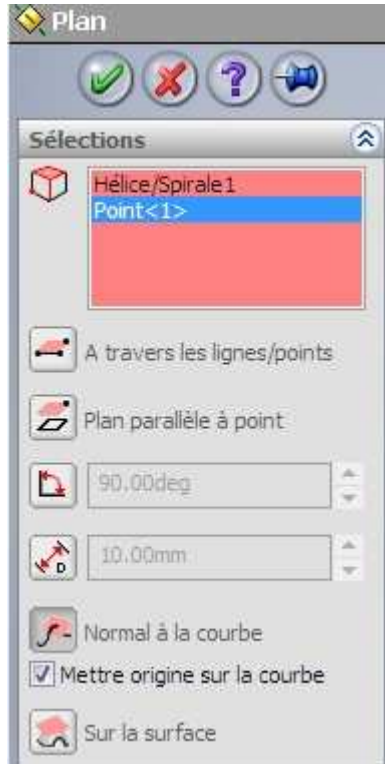 Plan
Sélections
Hélice/Spirale1
Point<1>
A travers les lignes/points
Plan parallèle à point
90.00deg
D
10.00mm
Normal à la courbe
Mettre origine sur la courbe
Sur la surface